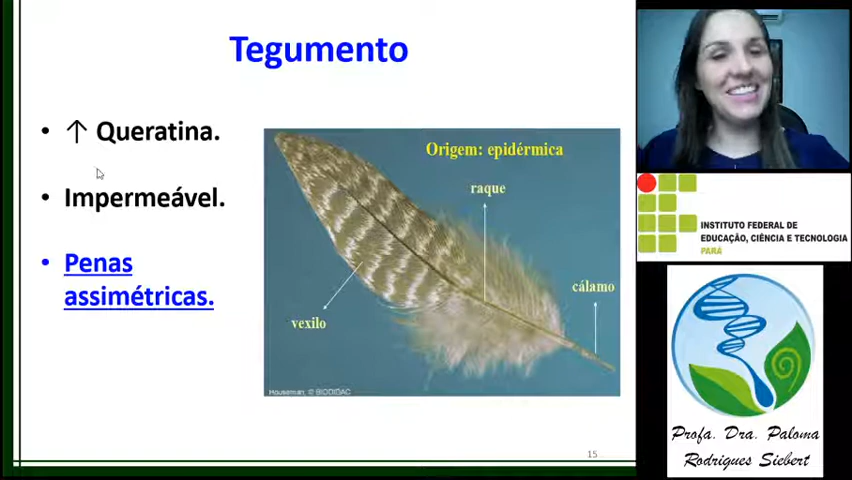 Tegumento
• ↑ Queratina.
• Impermeável.
• Penas
assimétricas.
Origem: epidérmica
raque
cálamo
vexilo
Houseman, © BIODIDAC
15
INSTITUTO FEDERAL DE
EDUCAÇÃO, CIÊNCIA E TECNOLOGIA
PARÁ
Profa. Dra. Paloma
Rodrigues Siebert